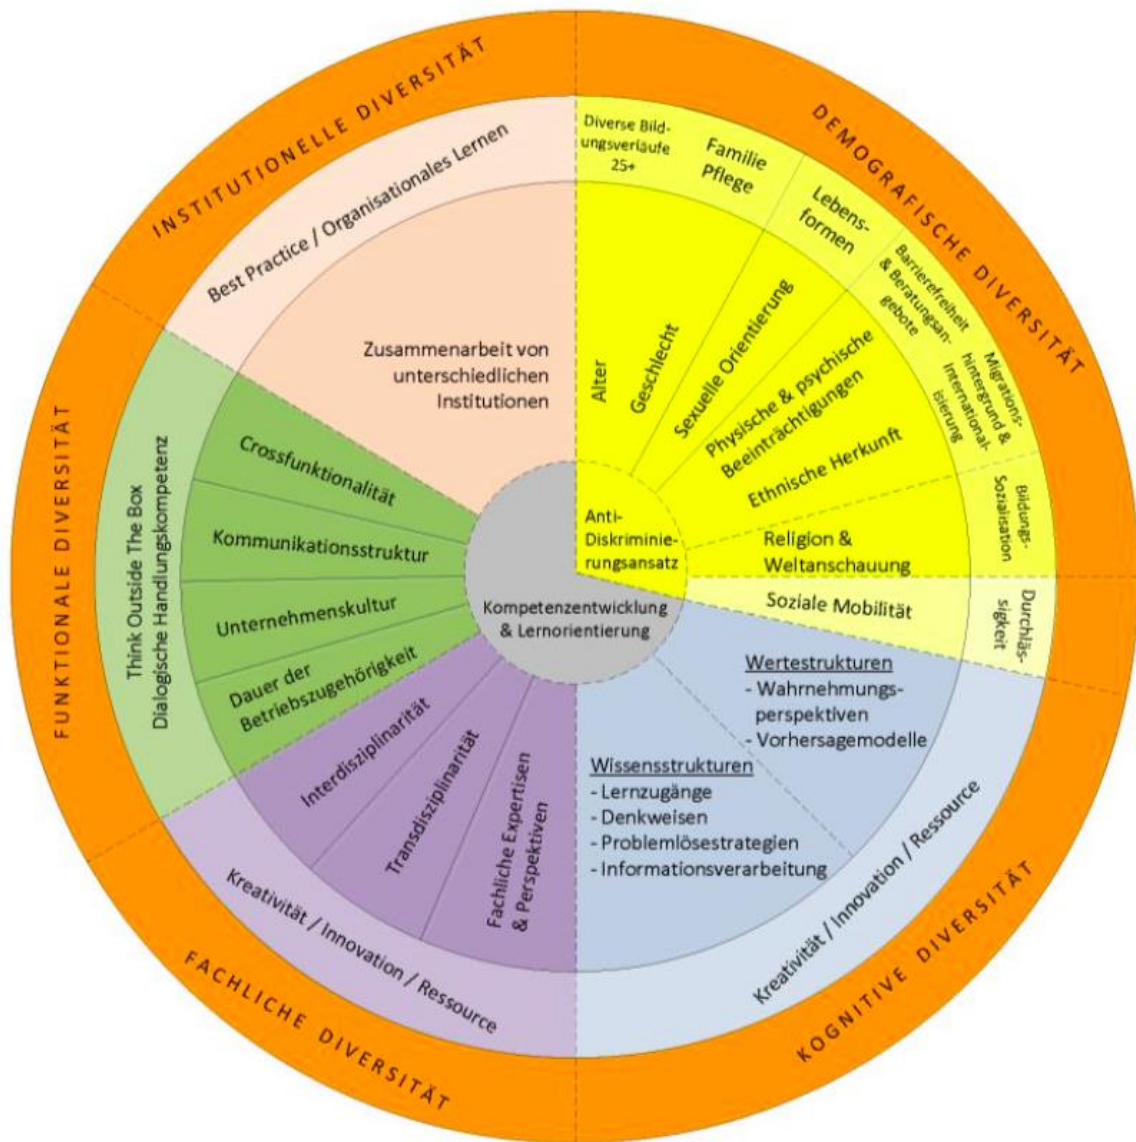 INSTITUTIONELLE DIVERSITÄT
DEMOGRAFISCHE DIVERSITÄT
KOGNITIVE DIVERSITÄT
FACHLICHE DIVERSITÄT
FUNKTIONALE DIVERSITÄT
Best Practice / Organisationales Lernen
Zusammenarbeit von
unterschiedlichen
Institutionen
Diverse Bild-
ungsverläufe
25+
Familie
Pflege
Lebens-
formen
Barrierefreiheit
& Beratungsan-
gebote
Migrations-
hintergrund &
International-
isierung
Bildungs-
Sozialisation
Durchläs-
sigkeit
Alter
Geschlecht
Sexuelle Orientierung
Physische & psychische
Beeinträchtigungen
Ethnische Herkunft
Religion &
Weltanschauung
Soziale Mobilität
Anti-
Diskriminie-
rungsansatz
Kompetenzentwicklung
& Lernorientierung
Wertestrukturen
- Wahrnehmungs-
perspektiven
- Vorhersagemodelle
Wissensstrukturen
- Lernzugänge
- Denkweisen
- Problemlösestrategien
- Informationsverarbeitung
Kreativität / Innovation / Ressource
Fachliche Expertisen
& Perspektiven
Transdisziplinarität
Interdisziplinarität
Kreativität / Innovation / Ressource
Dauer der
Betriebszugehörigkeit
Unternehmenskultur
Kommunikationsstruktur
Crossfunktionalität
Think Outside The Box
Dialogische Handlungskompetenz